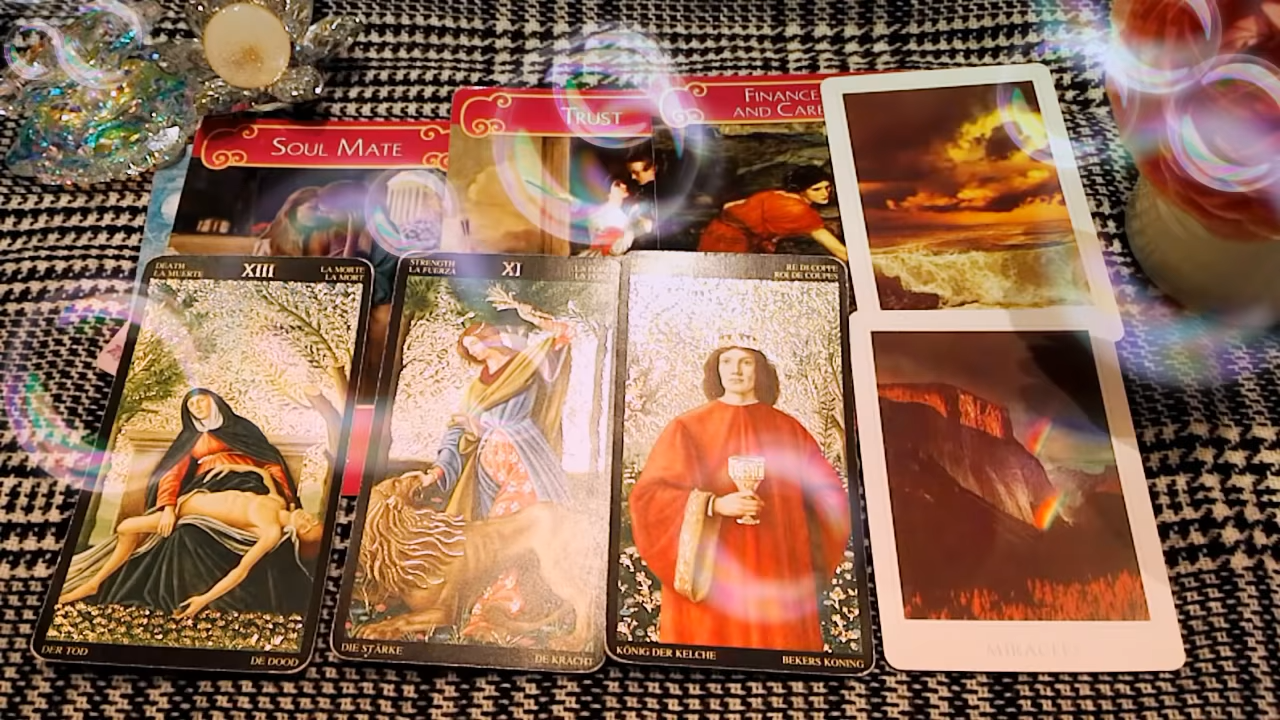 SOUL MATE
TRUST
FINANCE
AND CARE
DEATH
LA MUERTE
XIII
LA MORTE
LA MORT
STRENGTH
LA FUERZA
XI
RE DI COPPE
ROI DE COUPES
DER TOD
DE DOOD
DIE STÄRKE
DE KRACHT
KÖNIG DER KELCHE
BEKERS KONING